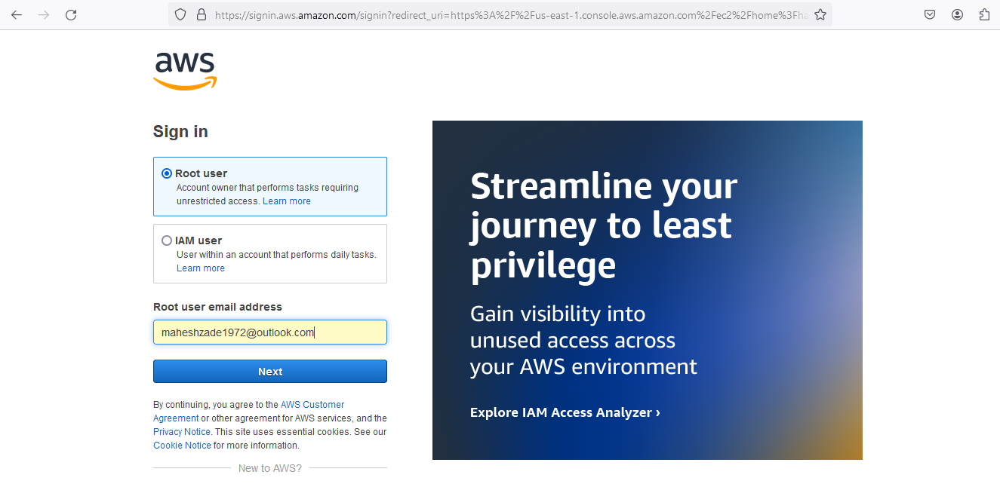 https://signin.aws.amazon.com/signin?redirect_uri=https%3A%2F%2Fus-east-1.console.aws.amazon.com%2Fec2%2Fhome%3Fha
aws
Sign in
Root user
Account owner that performs tasks requiring
unrestricted access. Learn more
IAM user
User within an account that performs daily tasks.
Learn more
Root user email address
maheshzade1972@outlook.com
Next
By continuing, you agree to the AWS Customer
Agreement or other agreement for AWS services, and the
Privacy Notice. This site uses essential cookies. See our
Cookie Notice for more information.
New to AWS?
Streamline your
journey to least
privilege
Gain visibility into
unused access across
your AWS environment
Explore IAM Access Analyzer ›